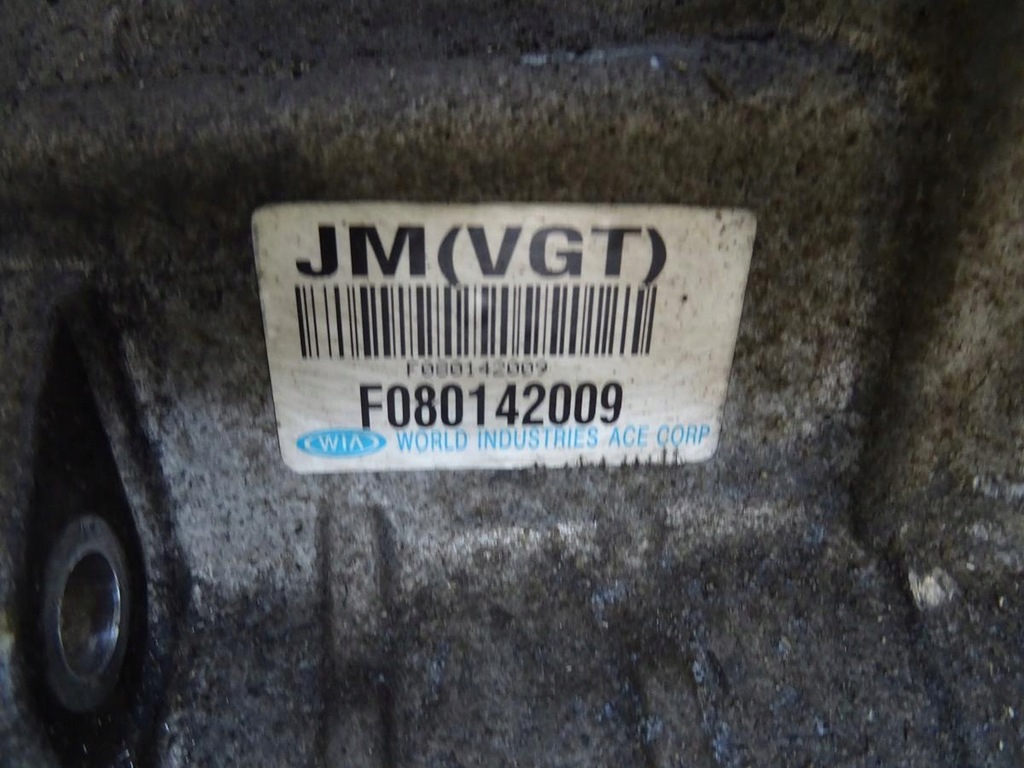 JM(VGT)
F080142009
F080142009
WIA WORLD INDUSTRIES ACE CORP